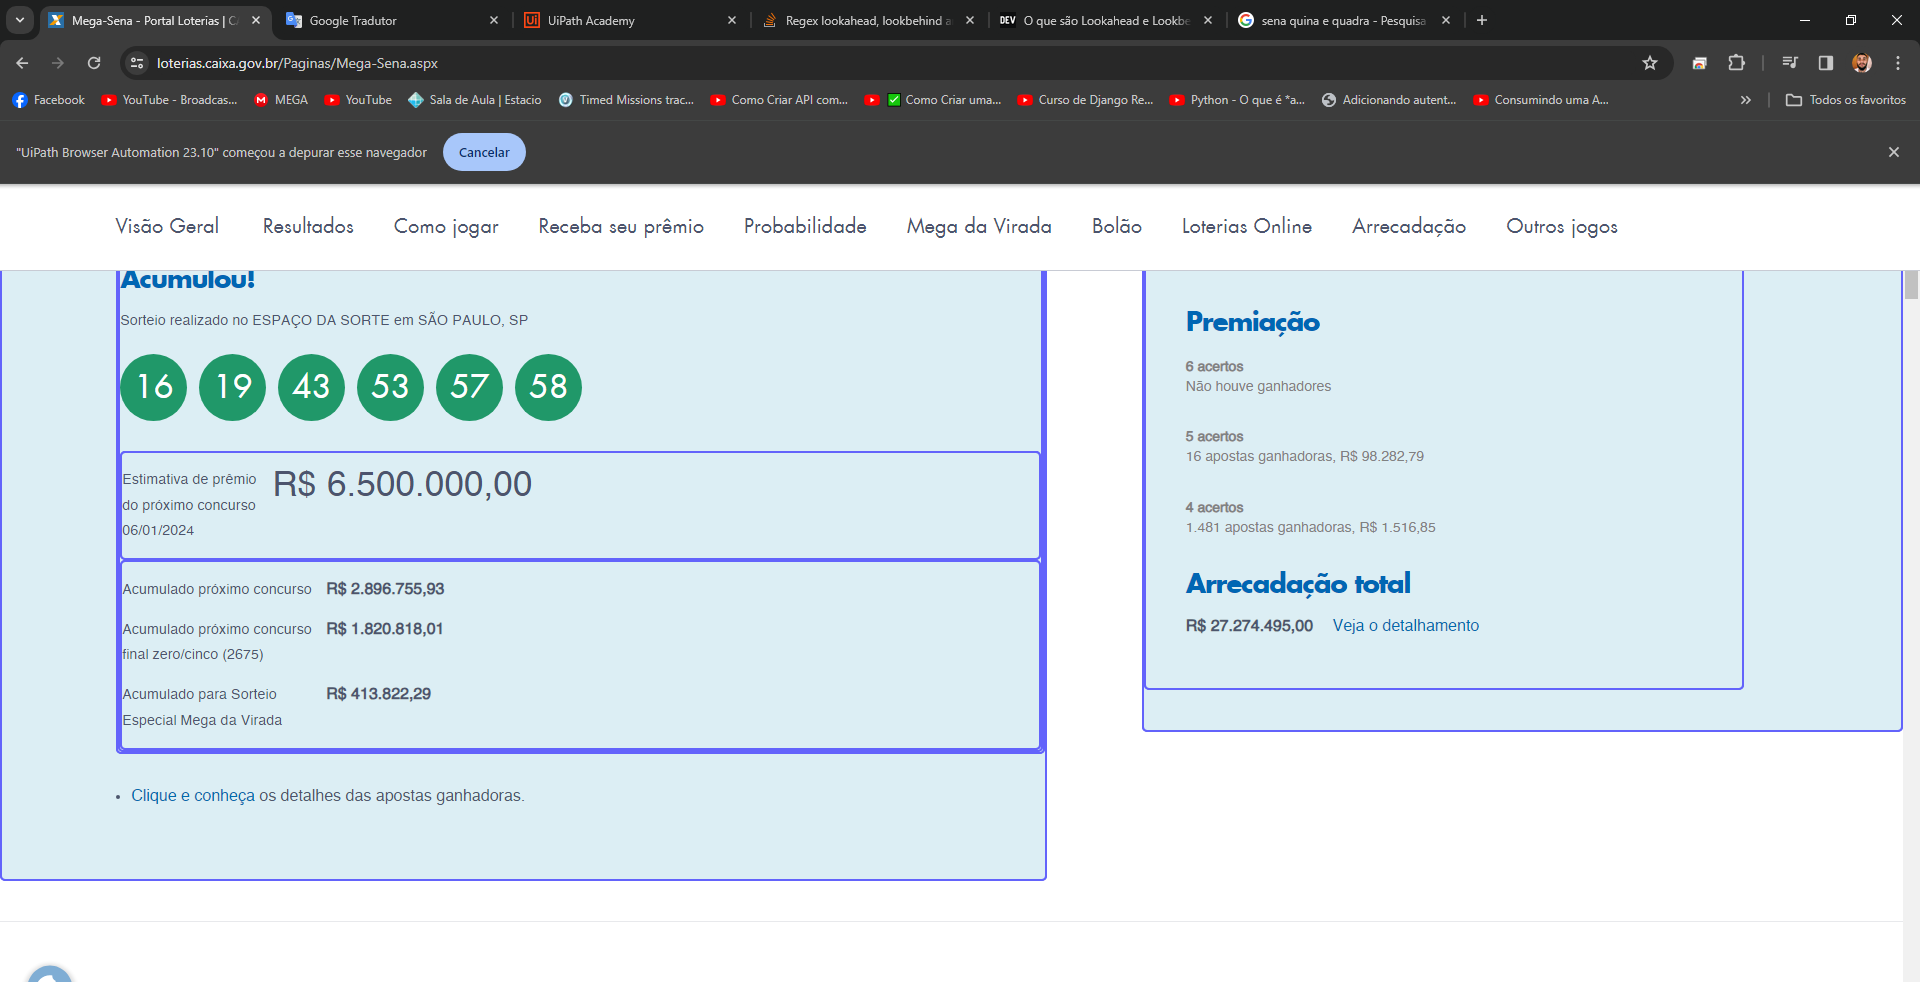 Mega-Sena - Portal Loterias | CA
Google Tradutor
UiPath Academy
Regex lookahead, lookbehind a
DEV
O que são Lookahead e Lookbe
sena quina e quadra - Pesquisa
loterias.caixa.gov.br/Paginas/Mega-Sena.aspx
Facebook
YouTube - Broadcas...
MEGA
YouTube
Sala de Aula | Estacio
Timed Missions trac...
Como Criar API com...
Como Criar uma...
Curso de Django Re...
Python - O que é *a...
Adicionando autent...
Consumindo uma A...
Todos os favoritos
"UiPath Browser Automation 23.10" começou a depurar esse navegador
Cancelar
Visão Geral
Resultados
Como jogar
Receba seu prêmio
Probabilidade
Mega da Virada
Bolão
Loterias Online
Arrecadação
Outros jogos
Acumulou!
Sorteio realizado no ESPAÇO DA SORTE em SÃO PAULO, SP
16 19 43 53 57 58
Estimativa de prêmio
do próximo concurso
06/01/2024
R$ 6.500.000,00
Acumulado próximo concurso
R$ 2.896.755,93
Acumulado próximo concurso
final zero/cinco (2675)
R$ 1.820.818,01
Acumulado para Sorteio
Especial Mega da Virada
R$ 413.822,29
Clique e conheça os detalhes das apostas ganhadoras.
Premiação
6 acertos
Não houve ganhadores
5 acertos
16 apostas ganhadoras, R$ 98.282,79
4 acertos
1.481 apostas ganhadoras, R$ 1.516,85
Arrecadação total
R$ 27.274.495,00 Veja o detalhamento